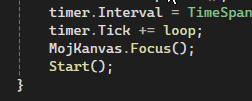 timer.Interval = TimeSpan
timer.Tick += loop;
MojKanvas.Focus();
Start();
}